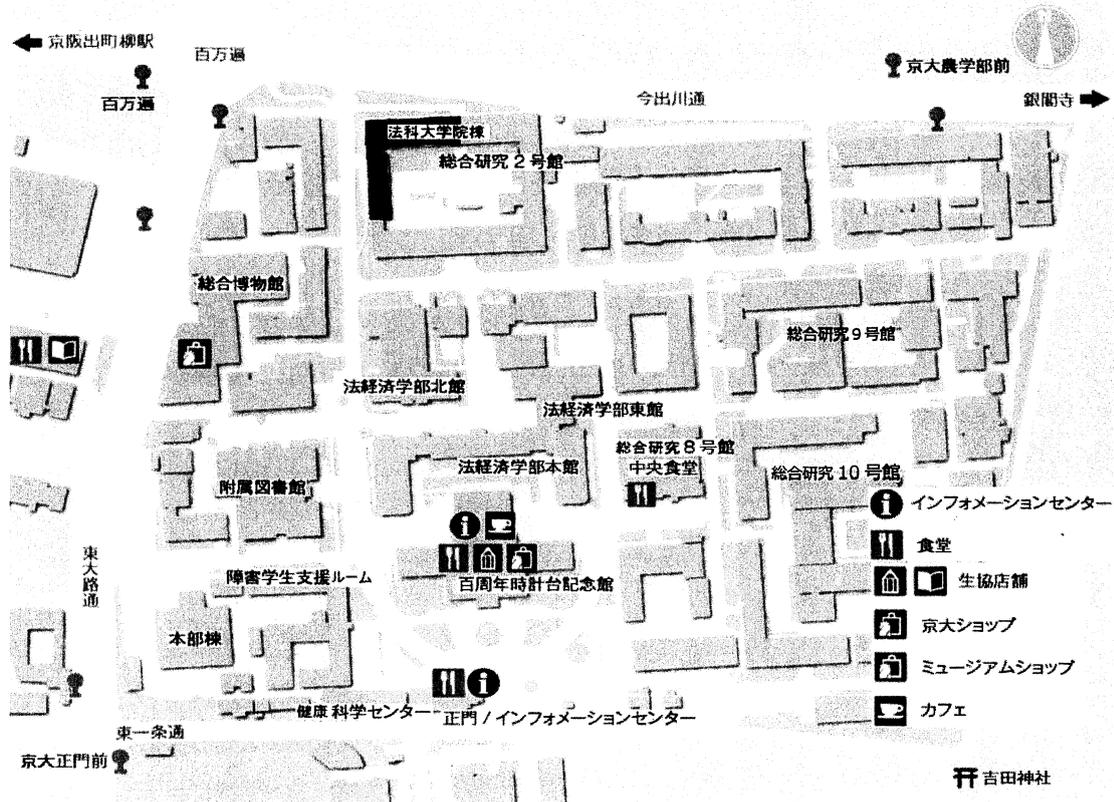 京阪出町柳駅
百万遍
京大農学部前
百万遍
今出川通
銀閣寺
法科大学院棟
総合研究2号館
総合博物館
総合研究9号館
法経済学部北館
法経済学部東館
総合研究8号館
中央食堂
法経済学部本館
総合研究10号館
附属図書館
インフォメーションセンター
食堂
東大路通
障害学生支援ルーム
百周年時計台記念館
生協店舗
京大ショップ
本部棟
ミュージアムショップ
健康科学センター
正門/インフォメーションセンター
カフェ
東一条通
京大正門前
吉田神社